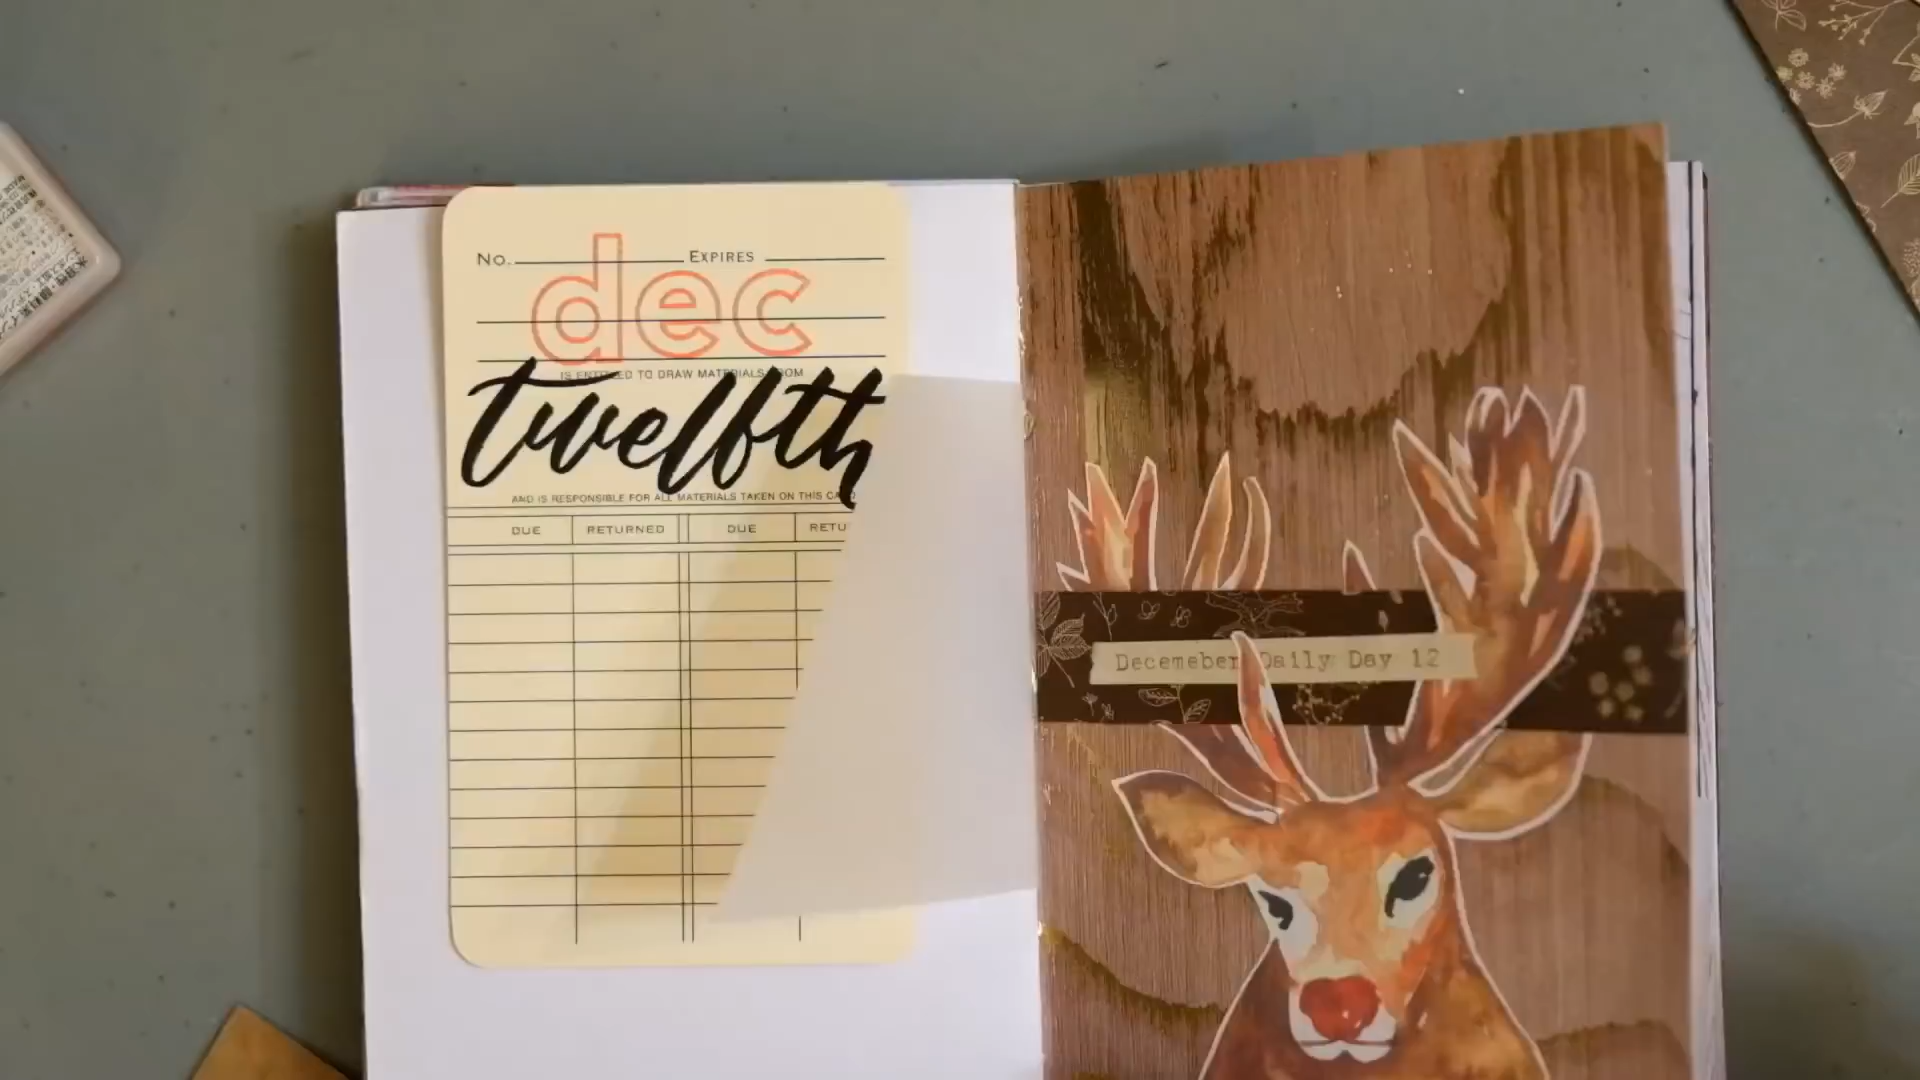 No. EXPIRES
dec
IS ENTITLED TO DRAW MATERIALS FROM
twelfth
AND IS RESPONSIBLE FOR ALL MATERIALS TAKEN ON THIS CARD
DUE RETURNED DUE RETU
Decemeber Daily Day 12